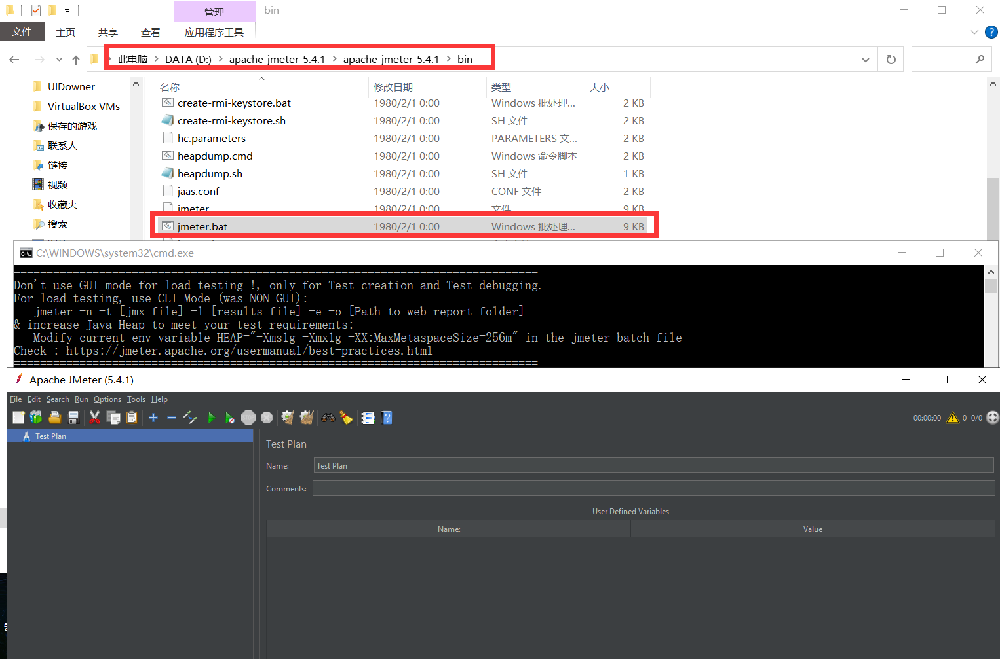 管理
bin
文件 主页 共享 查看 应用程序工具
此电脑 > DATA (D:) > apache-jmeter-5.4.1 > apache-jmeter-5.4.1 > bin
UIDowner
VirtualBox VMs
保存的游戏
联系人
链接
视频
收藏夹
搜索
名称 修改日期 类型 大小
create-rmi-keystore.bat 1980/2/1 0:00 Windows 批处理... 2 KB
create-rmi-keystore.sh 1980/2/1 0:00 SH 文件 2 KB
hc.parameters 1980/2/1 0:00 PARAMETERS 文... 2 KB
heapdump.cmd 1980/2/1 0:00 Windows 命令脚本 2 KB
heapdump.sh 1980/2/1 0:00 SH 文件 1 KB
jaas.conf 1980/2/1 0:00 CONF 文件 2 KB
jmeter 1980/2/1 0:00 文件 9 KB
jmeter.bat 1980/2/1 0:00 Windows 批处理... 9 KB
C:\WINDOWS\system32\cmd.exe
================================================================================
Don't use GUI mode for load testing !, only for Test creation and Test debugging.
For load testing, use CLI Mode (was NON GUI):
jmeter -n -t [jmx file] -l [results file] -e -o [Path to web report folder]
& increase Java Heap to meet your test requirements:
Modify current env variable HEAP="-Xms1g -Xmx1g -XX:MaxMetaspaceSize=256m" in the jmeter batch file
Check : https://jmeter.apache.org/usermanual/best-practices.html
================================================================================
Apache JMeter (5.4.1)
File Edit Search Run Options Tools Help
STOP 00:00:00 0 0/0
Test Plan
Test Plan
Name: Test Plan
Comments:
User Defined Variables
Name: Value